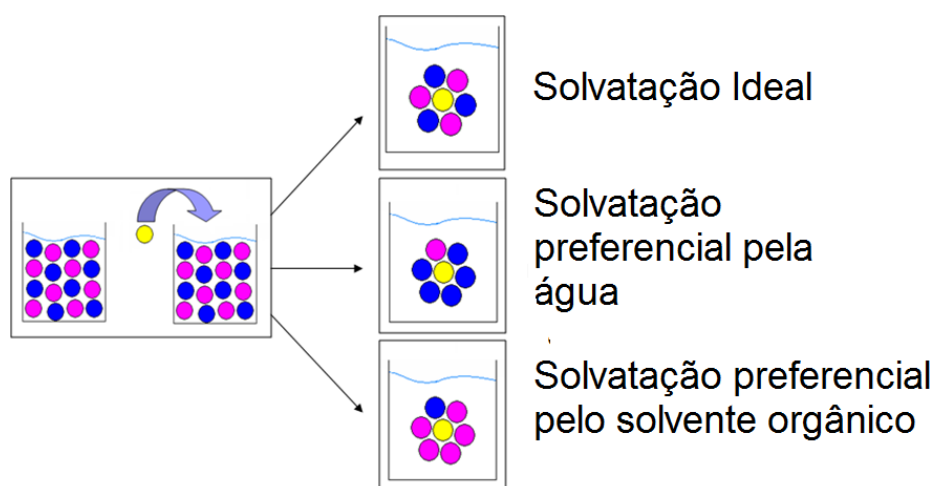 Solvatação Ideal
Solvatação
preferencial pela
água
Solvatação preferencial
pelo solvente orgânico